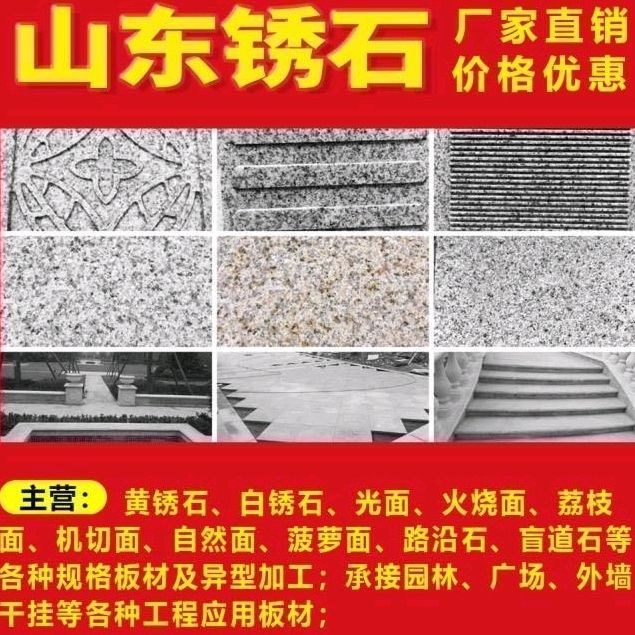 山东锈石
厂家直销
价格优惠
主营：
黄锈石、白锈石、光面、火烧面、荔枝
面、机切面、自然面、菠萝面、路沿石、盲道石等
各种规格板材及异型加工；承接园林、广场、外墙
干挂等各种工程应用板材；